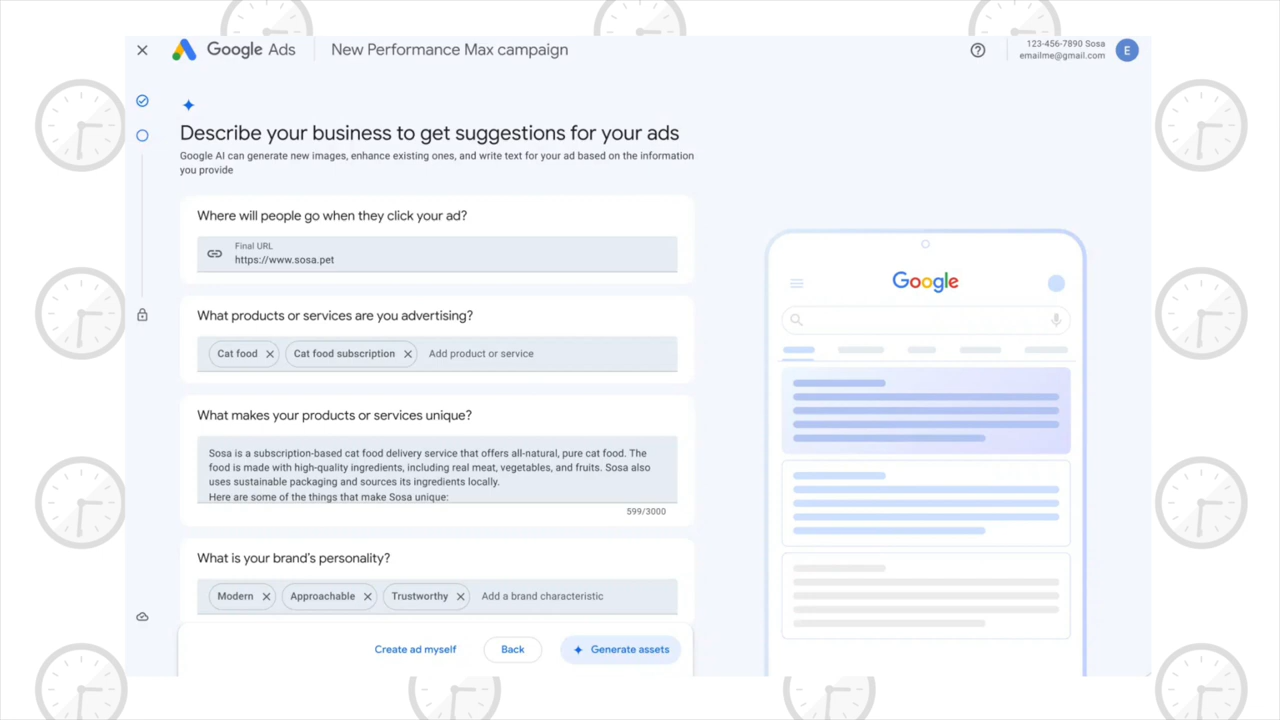 Google Ads
New Performance Max campaign
123-456-7890 Sosa
emailme@gmail.com
E
Describe your business to get suggestions for your ads
Google AI can generate new images, enhance existing ones, and write text for your ad based on the information
you provide
Where will people go when they click your ad?
Final URL
https://www.sosa.pet
What products or services are you advertising?
Cat food
Cat food subscription
Add product or service
What makes your products or services unique?
Sosa is a subscription-based cat food delivery service that offers all-natural, pure cat food. The
food is made with high-quality ingredients, including real meat, vegetables, and fruits. Sosa also
uses sustainable packaging and sources its ingredients locally.
Here are some of the things that make Sosa unique:
599/3000
What is your brand’s personality?
Modern
Approachable
Trustworthy
Add a brand characteristic
Create ad myself
Back
Generate assets
Google